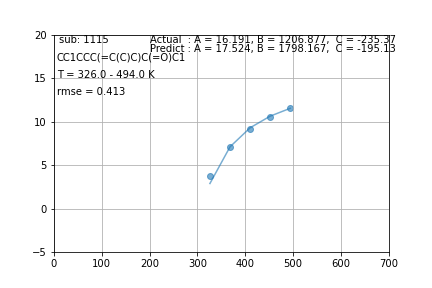 sub: 1115
Actual : A = 16.191, B = 1206.877, C = -235.37
Predict : A = 17.524, B = 1798.167, C = -195.13
CC1CCC(=C(C)C)C(=O)C1
T = 326.0 - 494.0 K
rmse = 0.413
20
15
10
5
0
−5
0 100 200 300 400 500 600 700